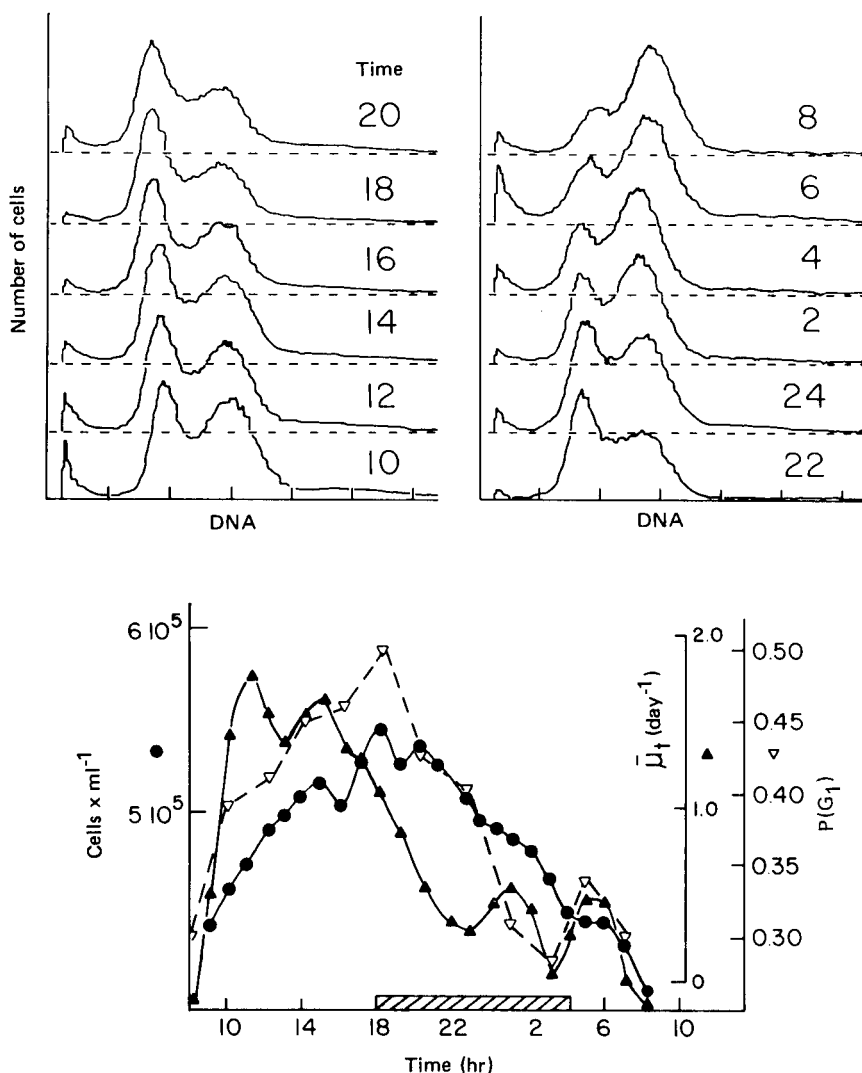 Number of cells
Time
20
18
16
14
12
10
DNA
8
6
4
2
24
22
DNA
Cells x ml⁻¹
6 10⁵
5 10⁵
2.0
1.0
0
μ̄t (day⁻¹)
0.50
0.45
0.40
0.35
0.30
P(G₁)
10 14 18 22 2 6 10
Time (hr)